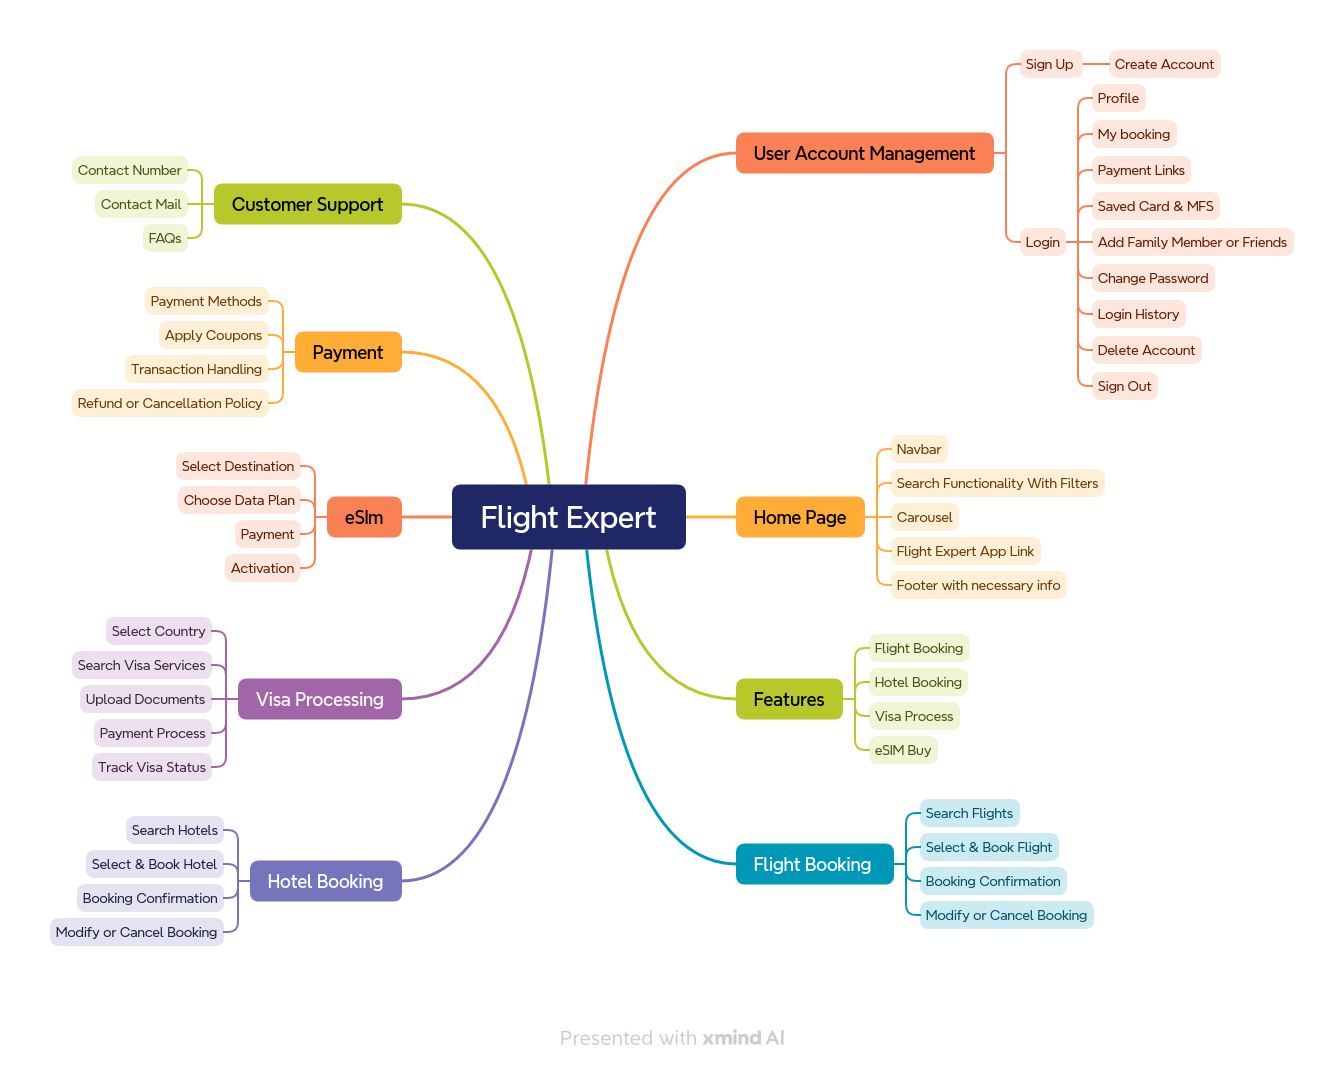 Flight Expert
User Account Management
Sign Up
Create Account
Login
Profile
My booking
Payment Links
Saved Card & MFS
Add Family Member or Friends
Change Password
Login History
Delete Account
Sign Out
Home Page
Navbar
Search Functionality With Filters
Carousel
Flight Expert App Link
Footer with necessary info
Features
Flight Booking
Hotel Booking
Visa Process
eSIM Buy
Flight Booking
Search Flights
Select & Book Flight
Booking Confirmation
Modify or Cancel Booking
Customer Support
Contact Number
Contact Mail
FAQs
Payment
Payment Methods
Apply Coupons
Transaction Handling
Refund or Cancellation Policy
eSIm
Select Destination
Choose Data Plan
Payment
Activation
Visa Processing
Select Country
Search Visa Services
Upload Documents
Payment Process
Track Visa Status
Hotel Booking
Search Hotels
Select & Book Hotel
Booking Confirmation
Modify or Cancel Booking
Presented with xmind AI